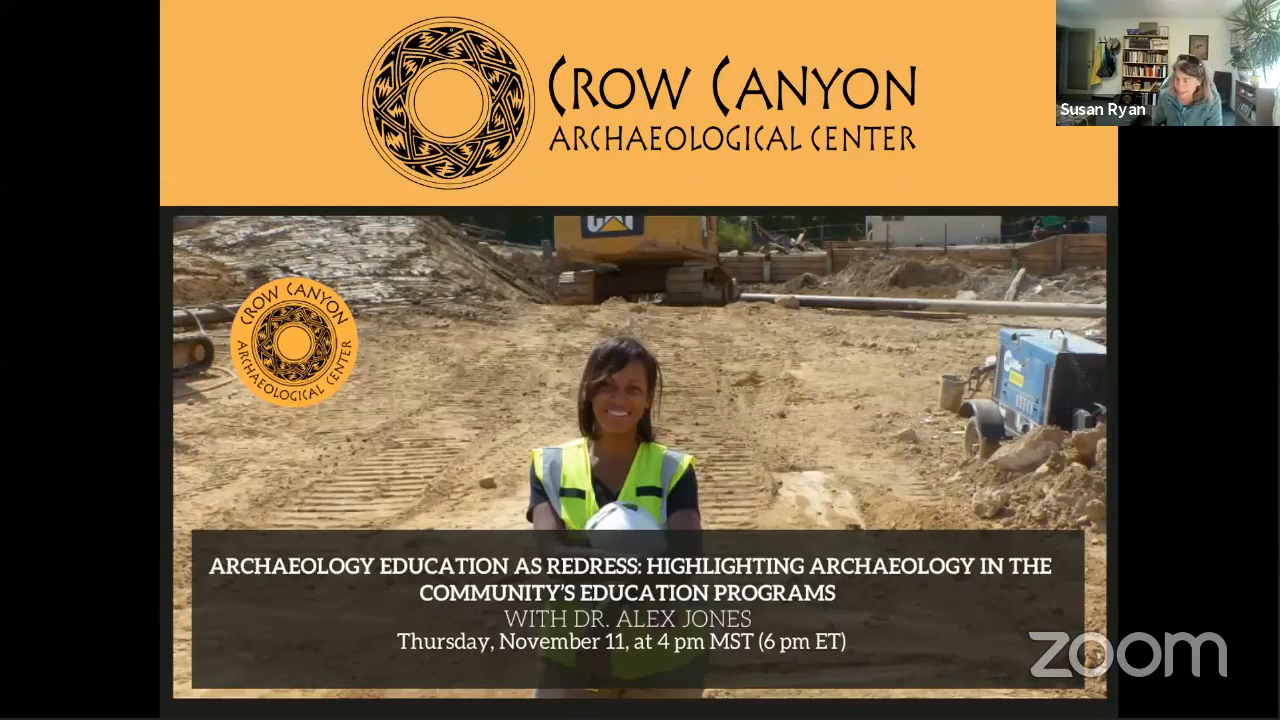 CROW CANYON
ARCHAEOLOGICAL CENTER
Susan Ryan
CAT
CROW CANYON
ARCHAEOLOGICAL CENTER
Miller
ARCHAEOLOGY EDUCATION AS REDRESS: HIGHLIGHTING ARCHAEOLOGY IN THE
COMMUNITY'S EDUCATION PROGRAMS
WITH DR. ALEX JONES
Thursday, November 11, at 4 pm MST (6 pm ET)
zoom